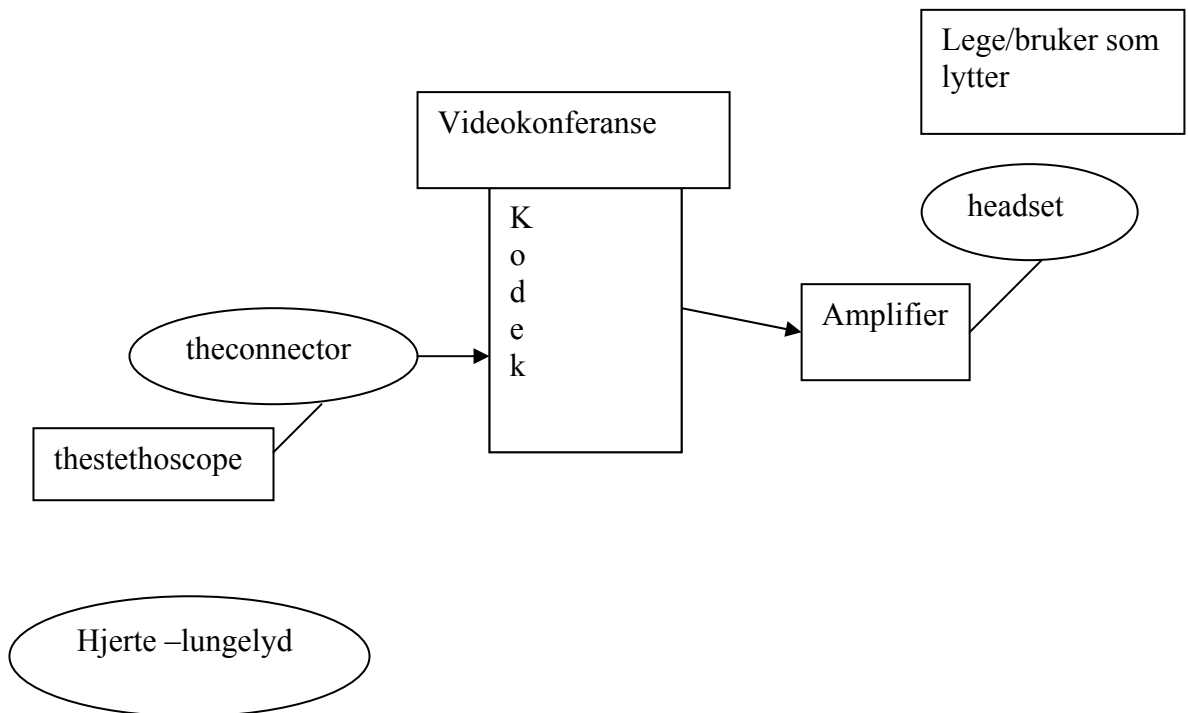 Lege/bruker som
lytter
Videokonferanse
headset
K
o
d
e
k
Amplifier
theconnector
thestethoscope
Hjerte –lungelyd